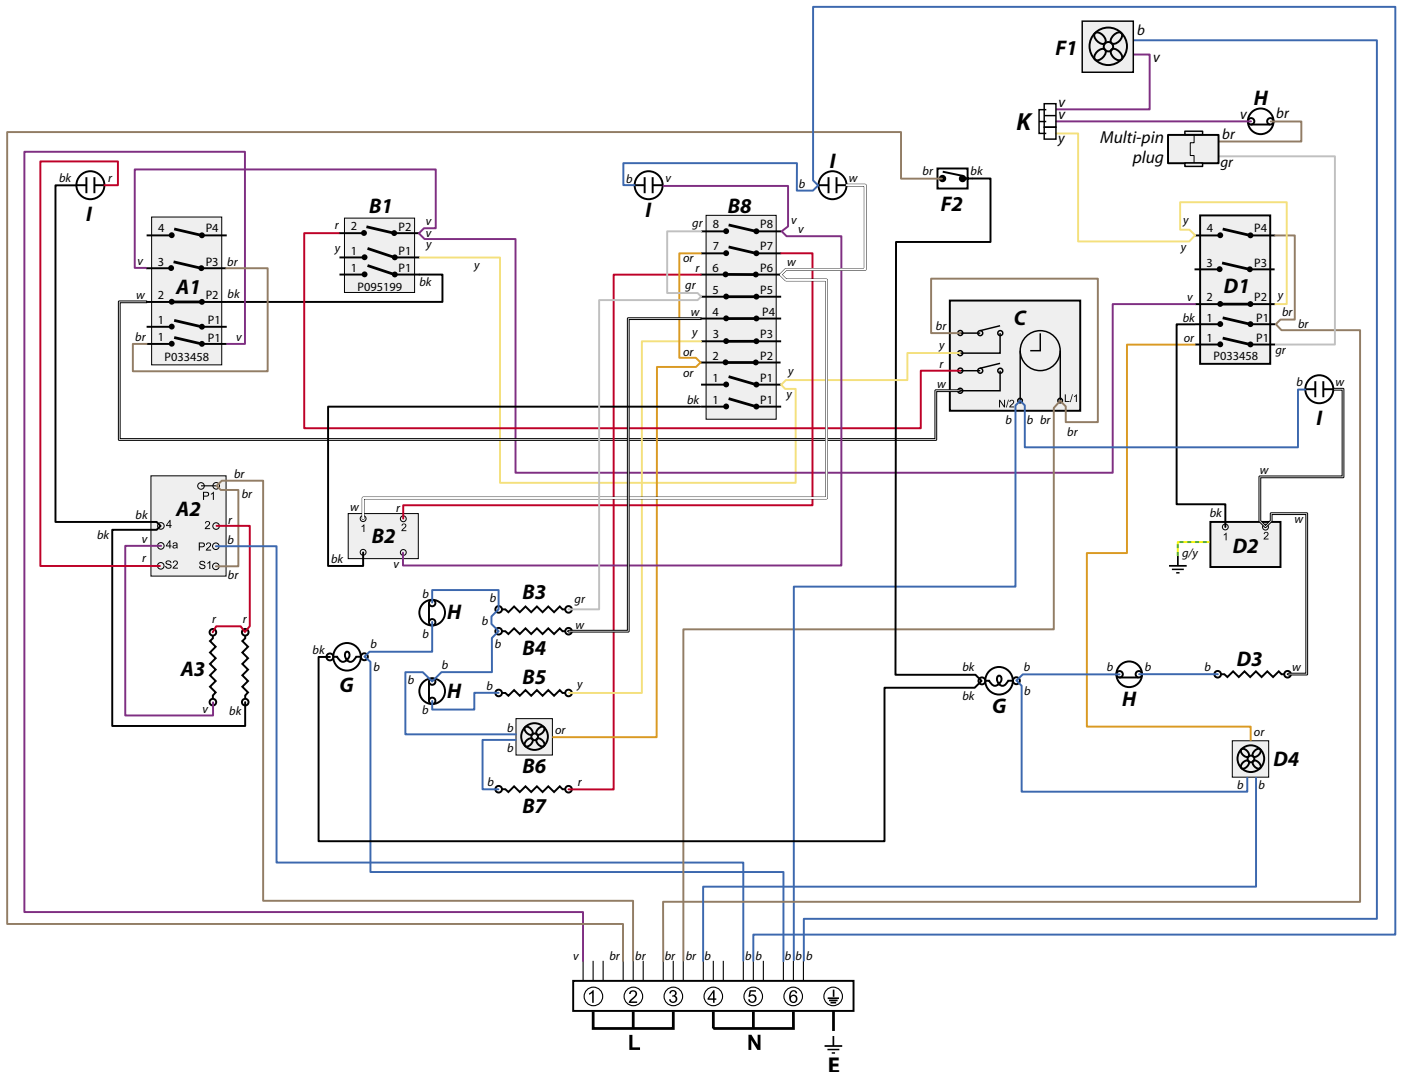 b
F1
v
K
v
v
y
H
v
br
Multi-pin
plug
br
gr
bk
r
I
b
v
I
b
I
w
br
bk
F2
A1
4
P4
v
3
P3
br
w
2
P2
bk
1
P1
br
1
P1
v
P033458
B1
r
2
P2
v
v
y
1
P1
y
y
1
P1
bk
P095199
B8
gr
8
P8
v
v
or
7
P7
r
6
P6
w
gr
5
P5
w
4
P4
y
3
P3
or
2
P2
or
1
P1
y
y
bk
1
P1
C
br
y
r
w
N/2
L/1
b
b
br
br
D1
y
4
P4
y
3
P3
v
2
P2
y
bk
1
P1
br
br
or
1
P1
gr
P033458
b
w
I
w
A2
P1
br
br
bk
4
2
r
bk
v
4a
P2
b
r
S2
S1
br
r
r
A3
v
bk
w
r
1
2
B2
bk
v
bk
1
2
w
D2
g/y
b
H
b
b
B3
gr
b
b
B4
w
bk
b
b
G
b
b
H
b
b
B5
y
b
b
or
B6
b
B7
r
bk
bk
G
b
b
b
H
b
b
D3
w
or
D4
b
b
v
br
br
br
b
b
b
b
b
b
1
2
3
4
5
6
L
N
E